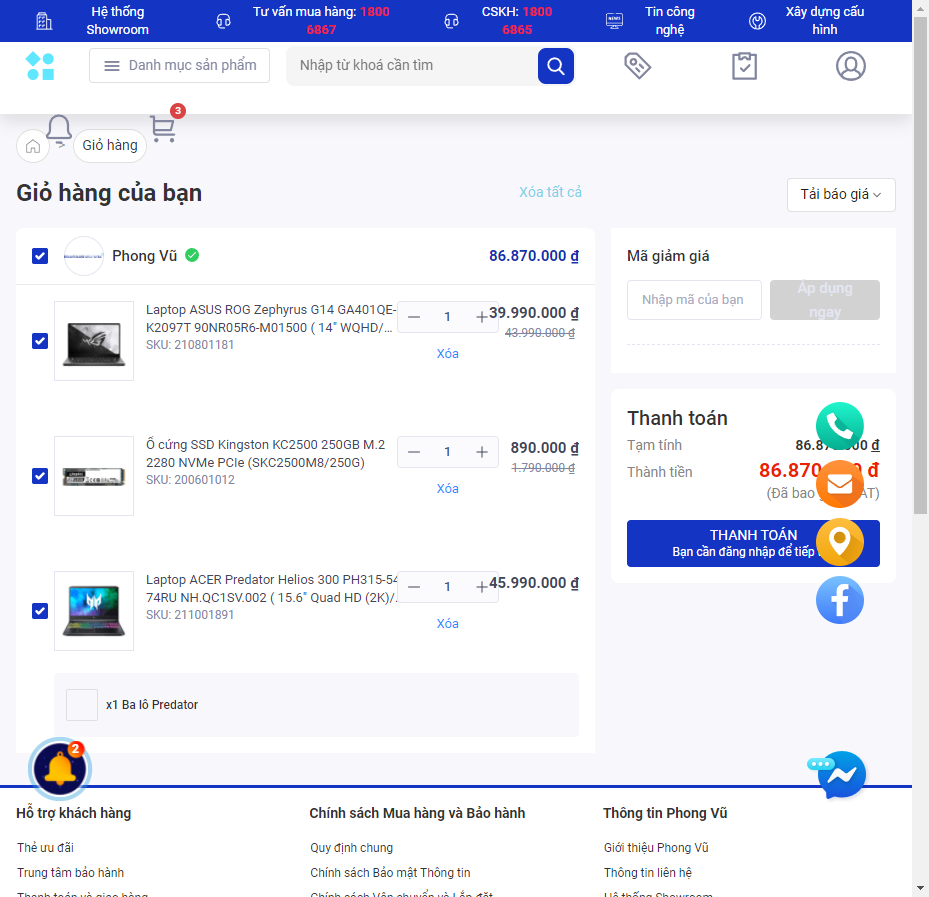 Hệ thống
Showroom
Tư vấn mua hàng: 1800
6867
CSKH: 1800
6865
NEWS
Tin công
nghệ
Xây dựng cấu
hình
Danh mục sản phẩm
Nhập từ khoá cần tìm
3
Giỏ hàng
Giỏ hàng của bạn
Xóa tất cả
Tải báo giá
Phong Vũ
86.870.000 ₫
Laptop ASUS ROG Zephyrus G14 GA401QE-
K2097T 90NR05R6-M01500 ( 14" WQHD/...
SKU: 210801181
1
39.990.000 ₫
43.990.000 ₫
Xóa
Ổ cứng SSD Kingston KC2500 250GB M.2
2280 NVMe PCIe (SKC2500M8/250G)
SKU: 200601012
1
890.000 ₫
1.790.000 ₫
Xóa
Laptop ACER Predator Helios 300 PH315-54
74RU NH.QC1SV.002 ( 15.6" Quad HD (2K)/.
SKU: 211001891
1
45.990.000 ₫
Xóa
x1 Ba lô Predator
Mã giảm giá
Nhập mã của bạn
Áp dụng
ngay
Thanh toán
Tạm tính
86.87 00 ₫
Thành tiền
86.870 ₫
(Đã bao g AT)
THANH TOÁN
Bạn cần đăng nhập để tiếp
2
Hỗ trợ khách hàng
Thẻ ưu đãi
Trung tâm bảo hành
Thanh toán và giao hàng
Chính sách Mua hàng và Bảo hành
Quy định chung
Chính sách Bảo mật Thông tin
Chính sách Vận chuyển và Lắp đặt
Thông tin Phong Vũ
Giới thiệu Phong Vũ
Thông tin liên hệ
Hệ thống Showroom